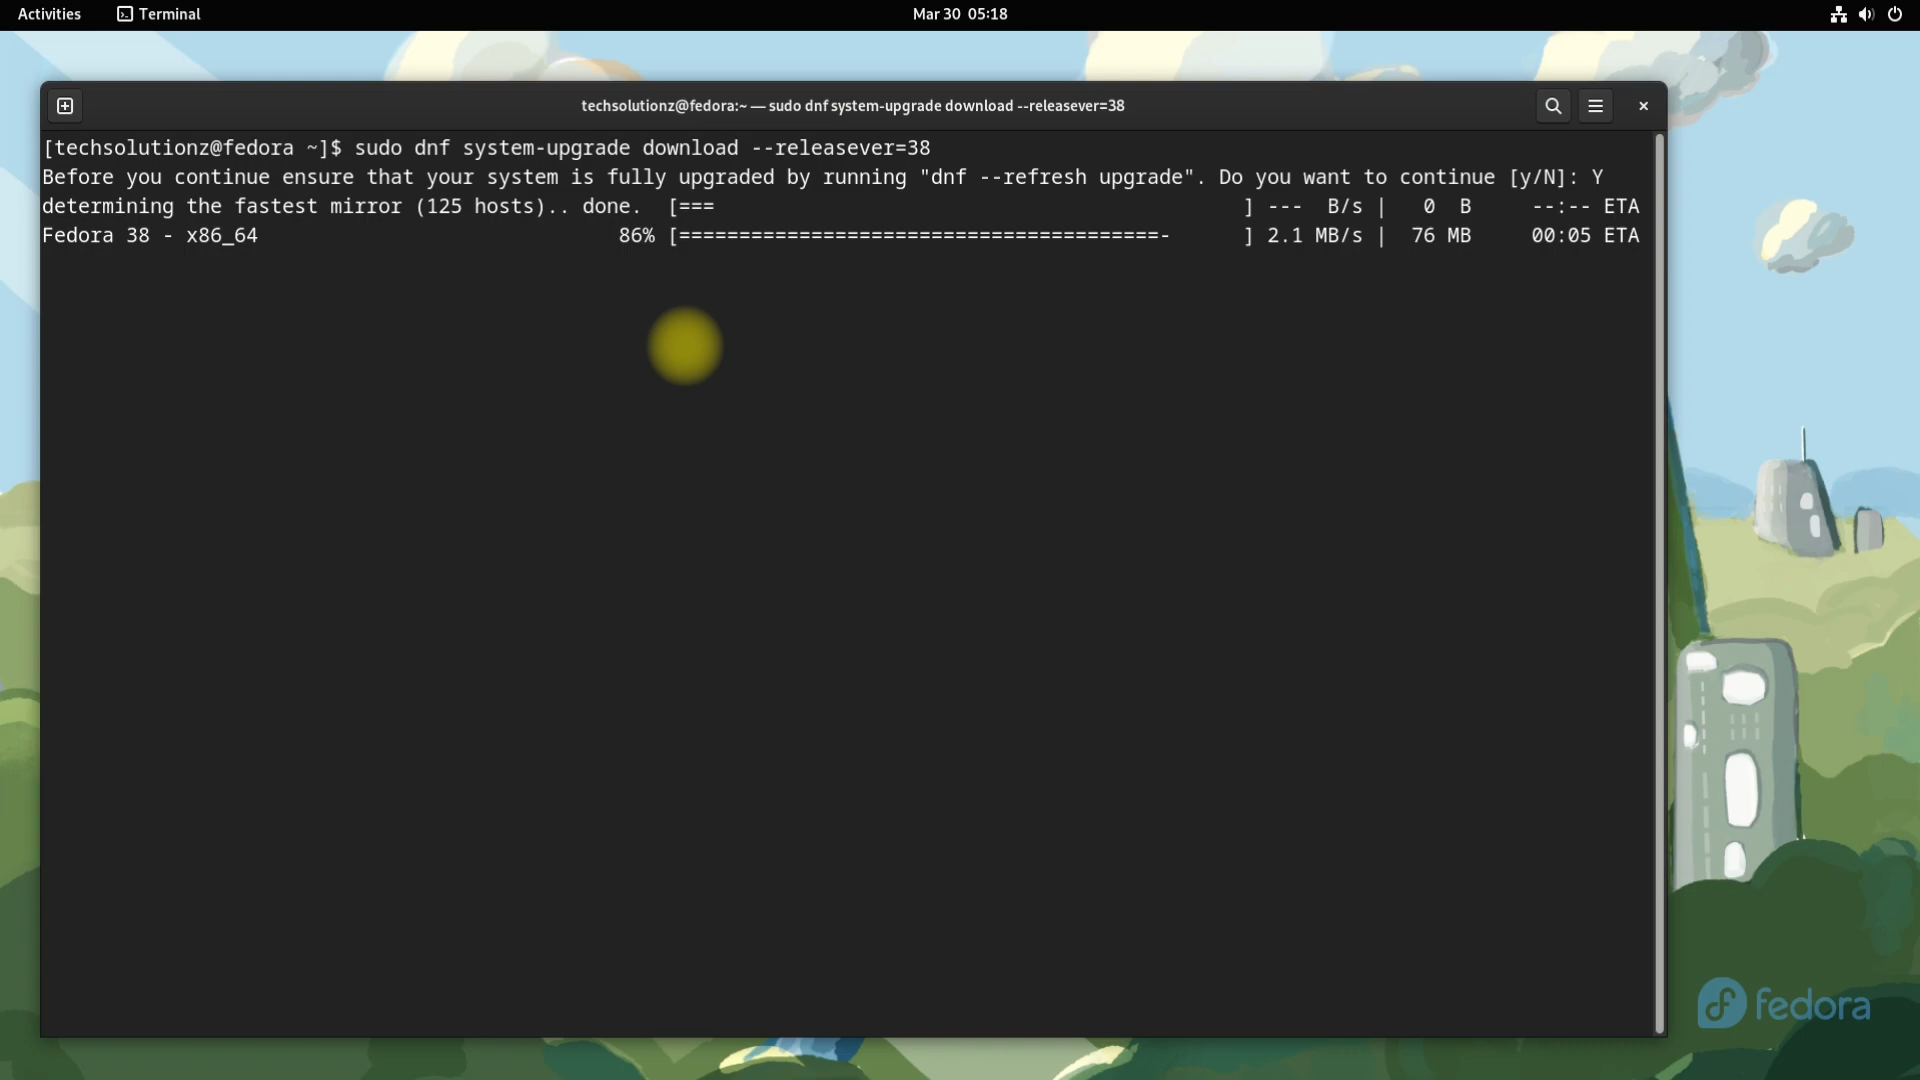 Activities Terminal Mar 30 05:18
techsolutionz@fedora:~ — sudo dnf system-upgrade download --releasever=38
[techsolutionz@fedora ~]$ sudo dnf system-upgrade download --releasever=38
Before you continue ensure that your system is fully upgraded by running "dnf --refresh upgrade". Do you want to continue [y/N]: Y
determining the fastest mirror (125 hosts).. done.  [===                                            ] ---  B/s |   0  B     --:-- ETA
Fedora 38 - x86_64                              86% [========================================-      ] 2.1 MB/s |  76 MB     00:05 ETA
fedora